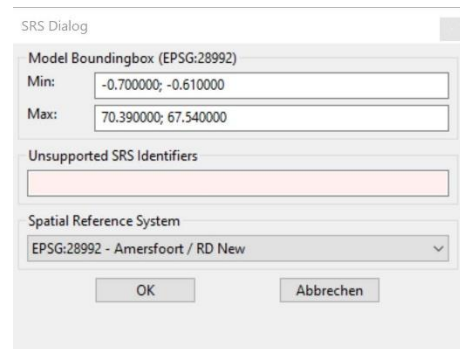 SRS Dialog
Model Boundingbox (EPSG:28992)
Min: -0.700000; -0.610000
Max: 70.390000; 67.540000
Unsupported SRS Identifiers
Spatial Reference System
EPSG:28992 - Amersfoort / RD New
OK Abbrechen